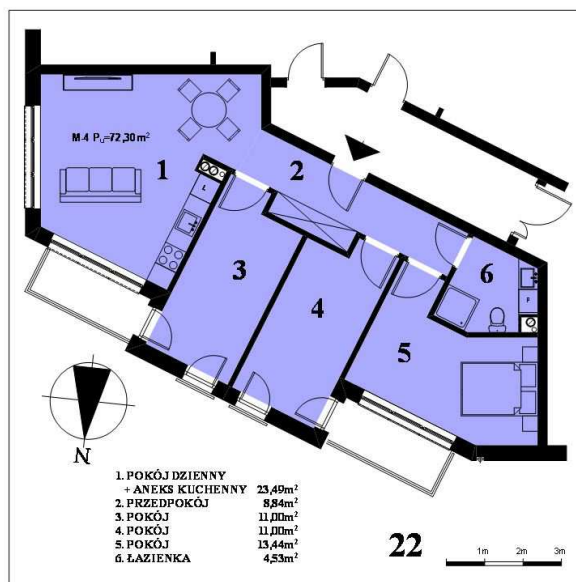 M-4 Pu=72,30 m²
1
2
3
4
5
6
L
F
N
1. POKÓJ DZIENNY
+ ANEKS KUCHENNY 23,49m²
2. PRZEDPOKÓJ 8,84m²
3. POKÓJ 11,00m²
4. POKÓJ 11,00m²
5. POKÓJ 13,44m²
6. ŁAZIENKA 4,53m²
22
1m 2m 3m